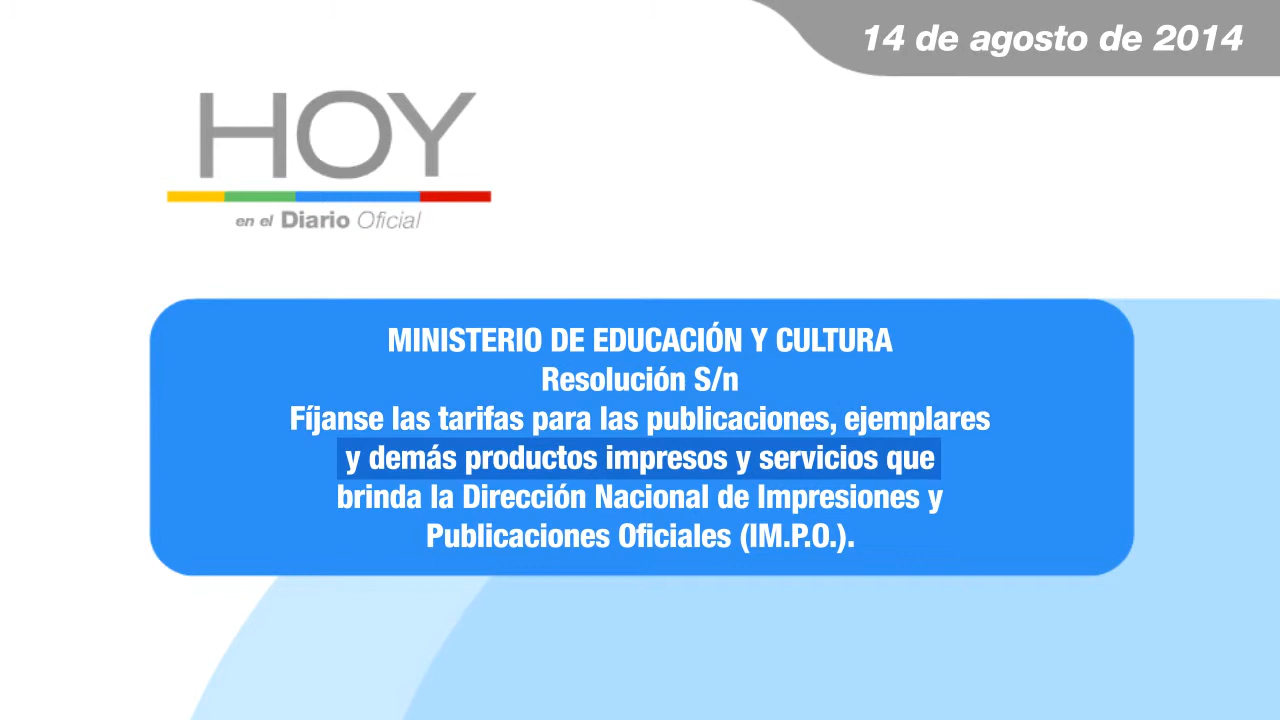 14 de agosto de 2014
HOY
en el Diario Oficial
MINISTERIO DE EDUCACIÓN Y CULTURA
Resolución S/n
Fíjanse las tarifas para las publicaciones, ejemplares
y demás productos impresos y servicios que
brinda la Dirección Nacional de Impresiones y
Publicaciones Oficiales (IM.P.O.).